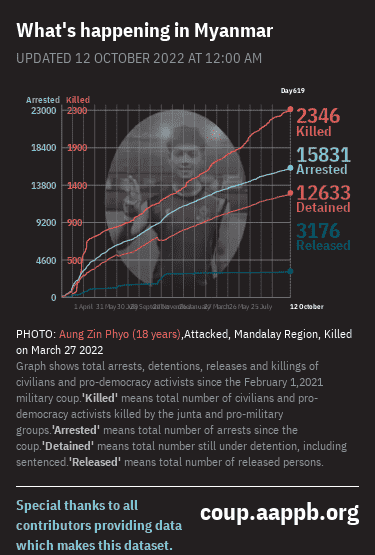 What's happening in Myanmar
UPDATED 12 OCTOBER 2022 AT 12:00 AM
Day619
Arrested Killed
23000 2300
2346
Killed
18400 1900
15831
Arrested
13800 1400
12633
Detained
9200 900
3176
Released
4600 500
0
1 April 31 May 30 July 26 July 12 October
PHOTO: Aung Zin Phyo (18 years),Attacked, Mandalay Region, Killed
on March 27 2022
Graph shows total arrests, detentions, releases and killings of
civilians and pro-democracy activists since the February 1,2021
military coup.'Killed' means total number of civilians and pro-
democracy activists killed by the junta and pro-military
groups.'Arrested' means total number of arrests since the
coup.'Detained' means total number still under detention, including
sentenced.'Released' means total number of released persons.
Special thanks to all
contributors providing data
which makes this dataset.
coup.aappb.org